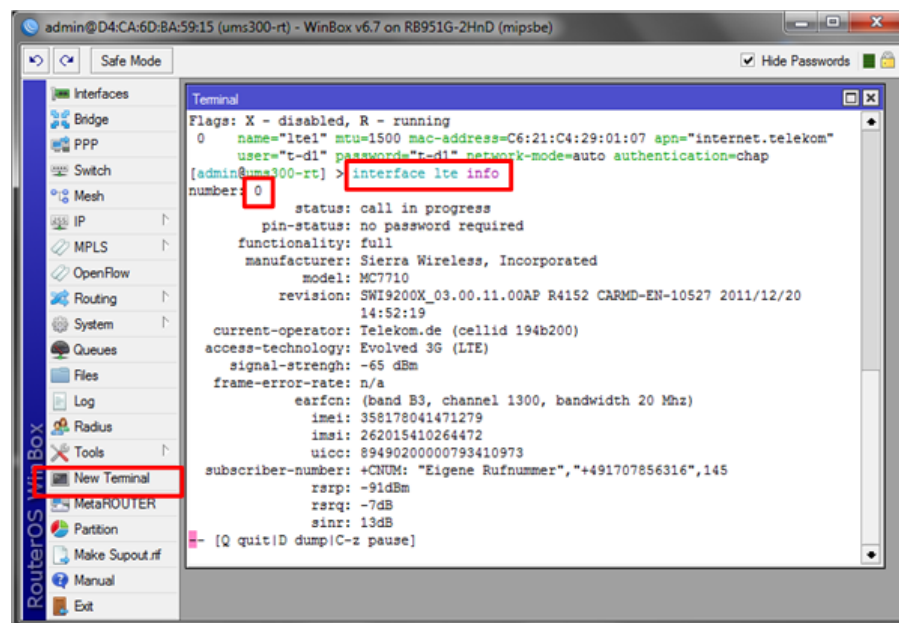 admin@D4:CA:6D:BA:59:15 (ums300-rt) - WinBox v6.7 on RB951G-2HnD (mipsbe)
Safe Mode
Hide Passwords
Interfaces
Bridge
PPP
Switch
Mesh
IP
MPLS
OpenFlow
Routing
System
Queues
Files
Log
Radius
Tools
New Terminal
MetaROUTER
Partition
Make Supout.rif
Manual
Exit
RouterOS WinBox
Terminal
Flags: X - disabled, R - running
0 name="lte1" mtu=1500 mac-address=C6:21:C4:29:01:07 apn="internet.telekom"
user="t-d1" password="t-d1" network-mode=auto authentication=chap
[admin@ums300-rt] > interface lte info
number: 0
status: call in progress
pin-status: no password required
functionality: full
manufacturer: Sierra Wireless, Incorporated
model: MC7710
revision: SWI9200X_03.00.11.00AP R4152 CARMD-EN-10527 2011/12/20
14:52:19
current-operator: Telekom.de (cellid 194b200)
access-technology: Evolved 3G (LTE)
signal-strengh: -65 dBm
frame-error-rate: n/a
earfcn: (band B3, channel 1300, bandwidth 20 Mhz)
imei: 358178041471279
imsi: 262015410264472
uicc: 89490200000793410973
subscriber-number: +CNUM: "Eigene Rufnummer","+491707856316",145
rsrp: -91dBm
rsrq: -7dB
sinr: 13dB
-- [Q quit|D dump|C-z pause]